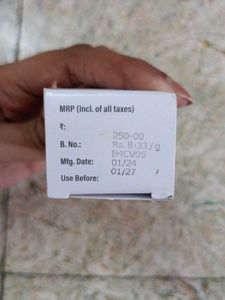 MRP (incl. of all taxes)
₹: 250-00
Rs. 8-33 / g
B. No.: B4CV05
Mfg. Date: 01/24
Use Before: 01/27